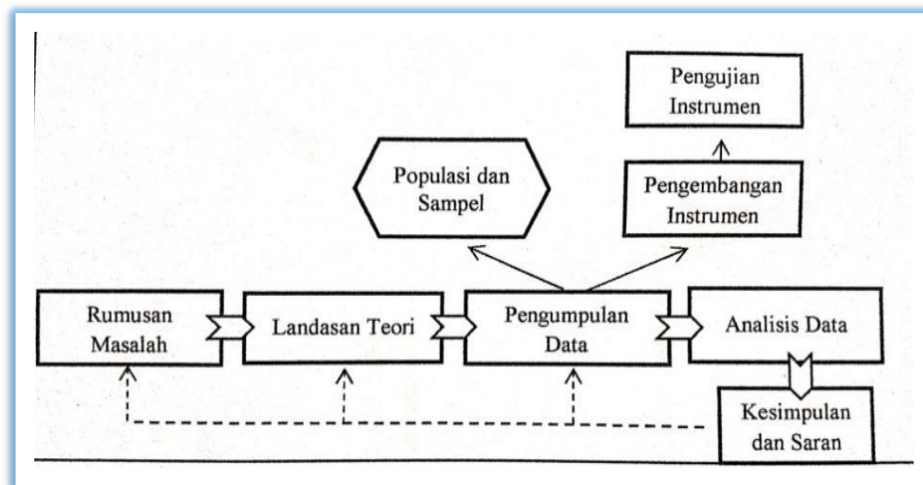 Pengujian
Instrumen
Populasi dan
Sampel
Pengembangan
Instrumen
Rumusan
Masalah
Landasan Teori
Pengumpulan
Data
Analisis Data
Kesimpulan
dan Saran